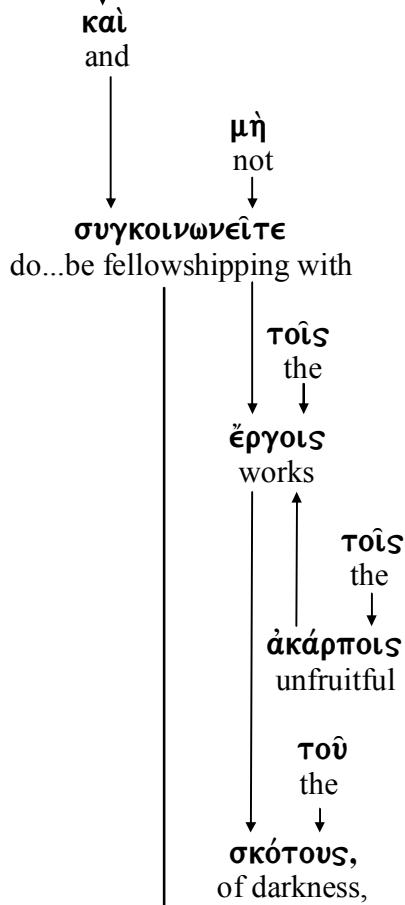 καὶ
and
μὴ
not
συγκοινωνεῖτε
do...be fellowshipping with
τοῖς
the
ἔργοις
works
τοῖς
the
ἀκάρποις
unfruitful
τοῦ
the
σκότους,
of darkness,